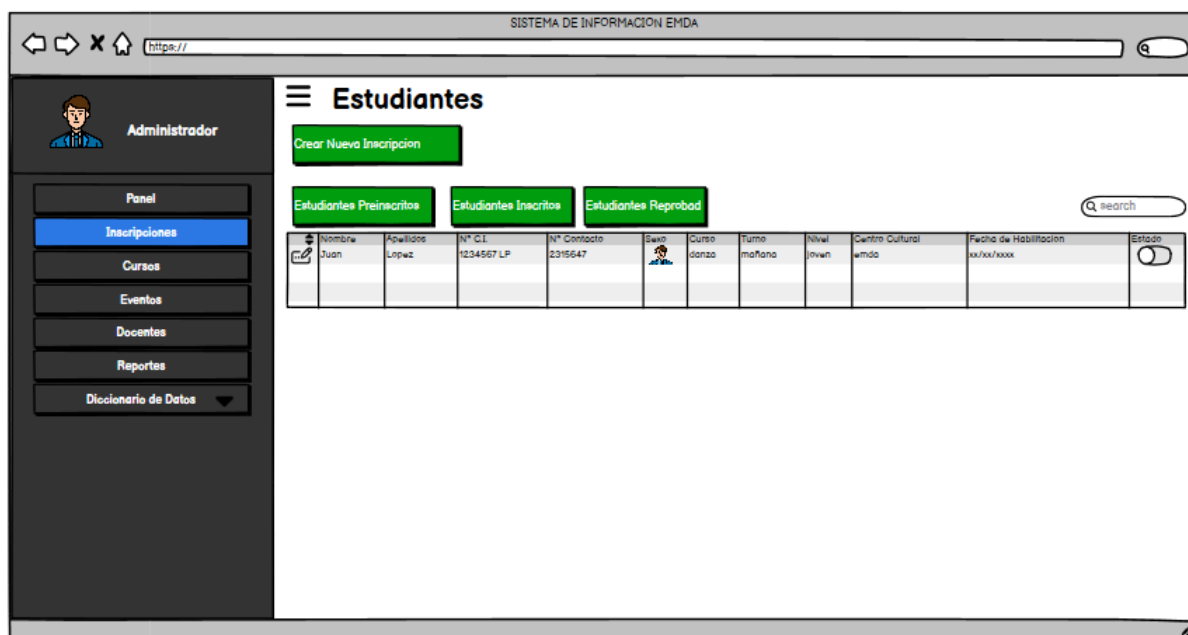 SISTEMA DE INFORMACION EMDA
https://
Administrador
Panel
Inscripciones
Cursos
Eventos
Docentes
Reportes
Diccionario de Datos
Estudiantes
Crear Nueva Inscripcion
Estudiantes Preinscritos Estudiantes Inscritos Estudiantes Reprobad
search
Nombre Apellidos N° C.I. N° Contacto Sexo Curso Turno Nivel Centro Cultural Fecha de Habilitacion Estado
Juan Lopez 1234567 LP 2315647 danza mañana joven emda xx/xx/xxxx